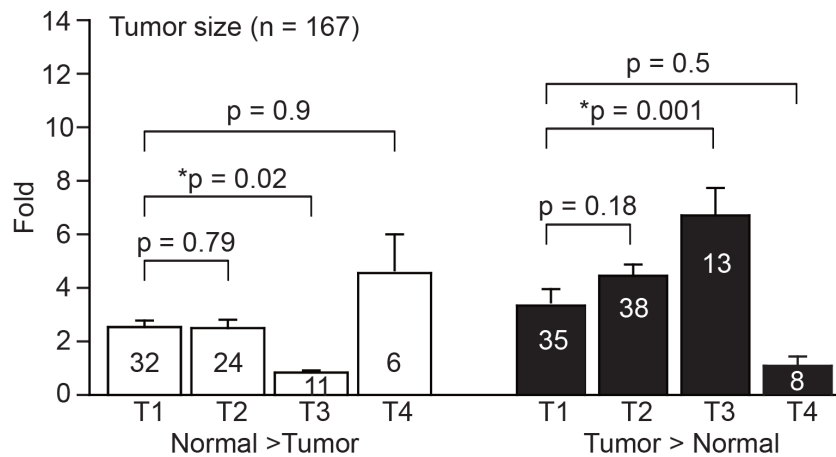 Tumor size (n = 167)
Fold
14
12
10
8
6
4
2
0
p = 0.9
*p = 0.02
p = 0.79
p = 0.5
*p = 0.001
p = 0.18
32 24 11 6 35 38 13 8
T1 T2 T3 T4 T1 T2 T3 T4
Normal >Tumor Tumor > Normal